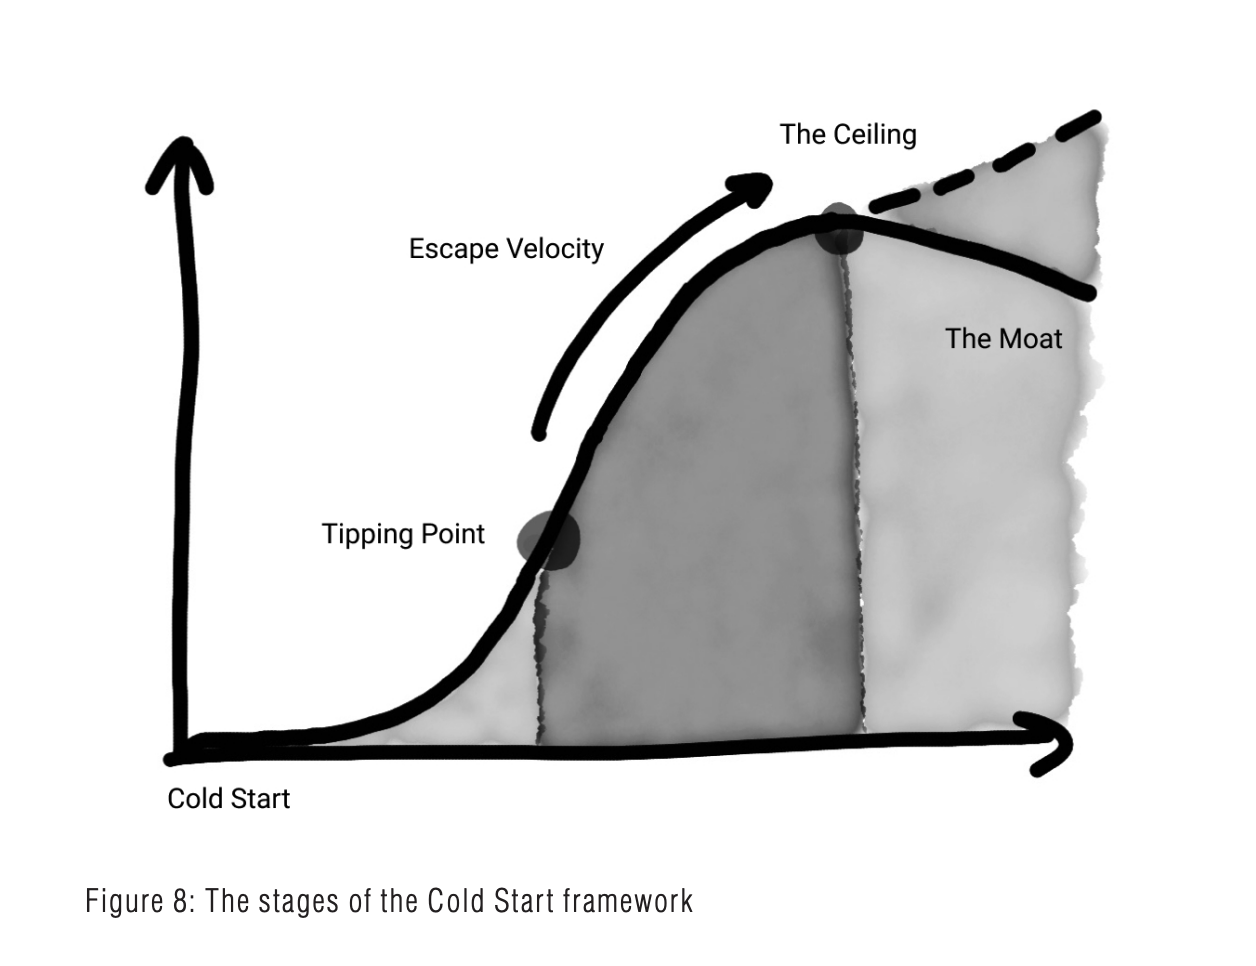 The Ceiling
Escape Velocity
The Moat
Tipping Point
Cold Start
Figure 8: The stages of the Cold Start framework